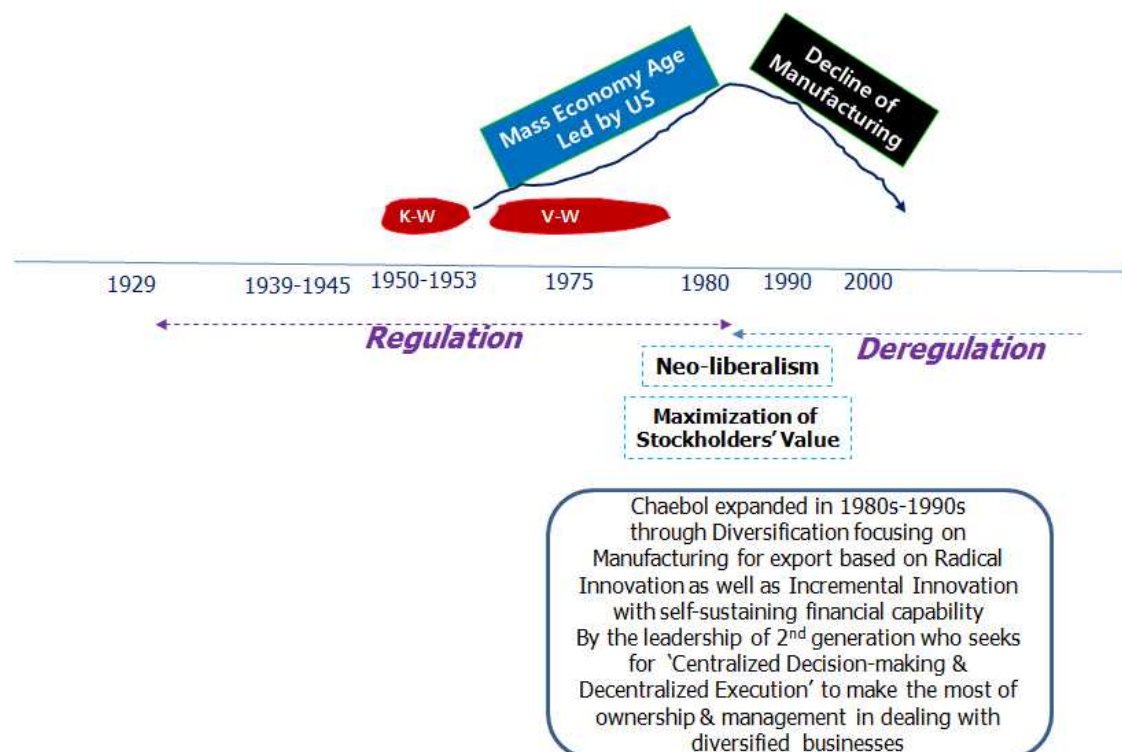 Mass Economy Age
Led by US
Decline of
Manufacturing
K-W
V-W
1929
1939-1945
1950-1953
1975
1980
1990
2000
Regulation
Deregulation
Neo-liberalism
Maximization of
Stockholders’ Value
Chaebol expanded in 1980s-1990s
through Diversification focusing on
Manufacturing for export based on Radical
Innovation as well as Incremental Innovation
with self-sustaining financial capability
By the leadership of 2nd generation who seeks
for ‘Centralized Decision-making &
Decentralized Execution’ to make the most of
ownership & management in dealing with
diversified businesses